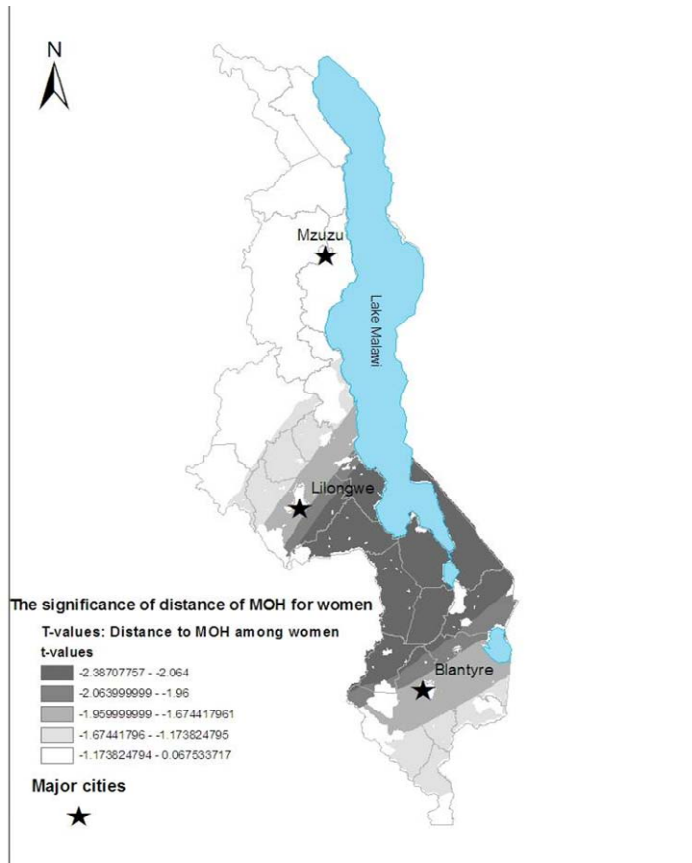 N
Mzuzu
Lake Malawi
Lilongwe
The significance of distance of MOH for women
T-values: Distance to MOH among women
t-values
-2.38707757 - -2.064
-2.063999999 - -1.96
-1.959999999 - -1.674417961
-1.67441796 - -1.173824795
-1.173824794 - 0.067533717
Blantyre
Major cities